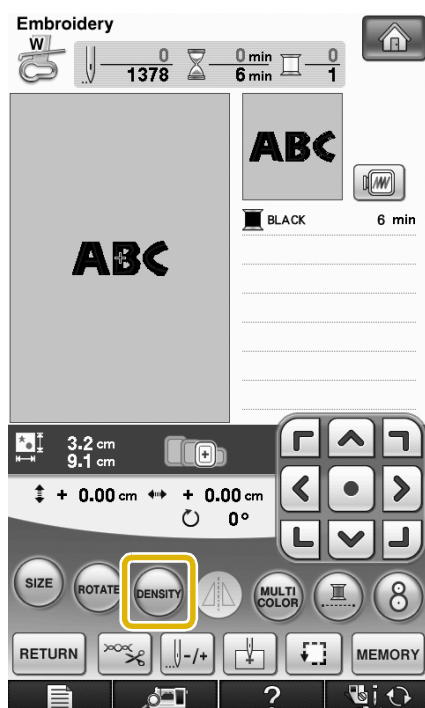 Embroidery
W
0 0 min 0
1378 6 min 1
ABC
BLACK 6 min
ABC
3.2 cm
9.1 cm
+ 0.00 cm + 0.00 cm
0°
SIZE ROTATE DENSITY MULTI COLOR 8
RETURN -/+ MEMORY
? i